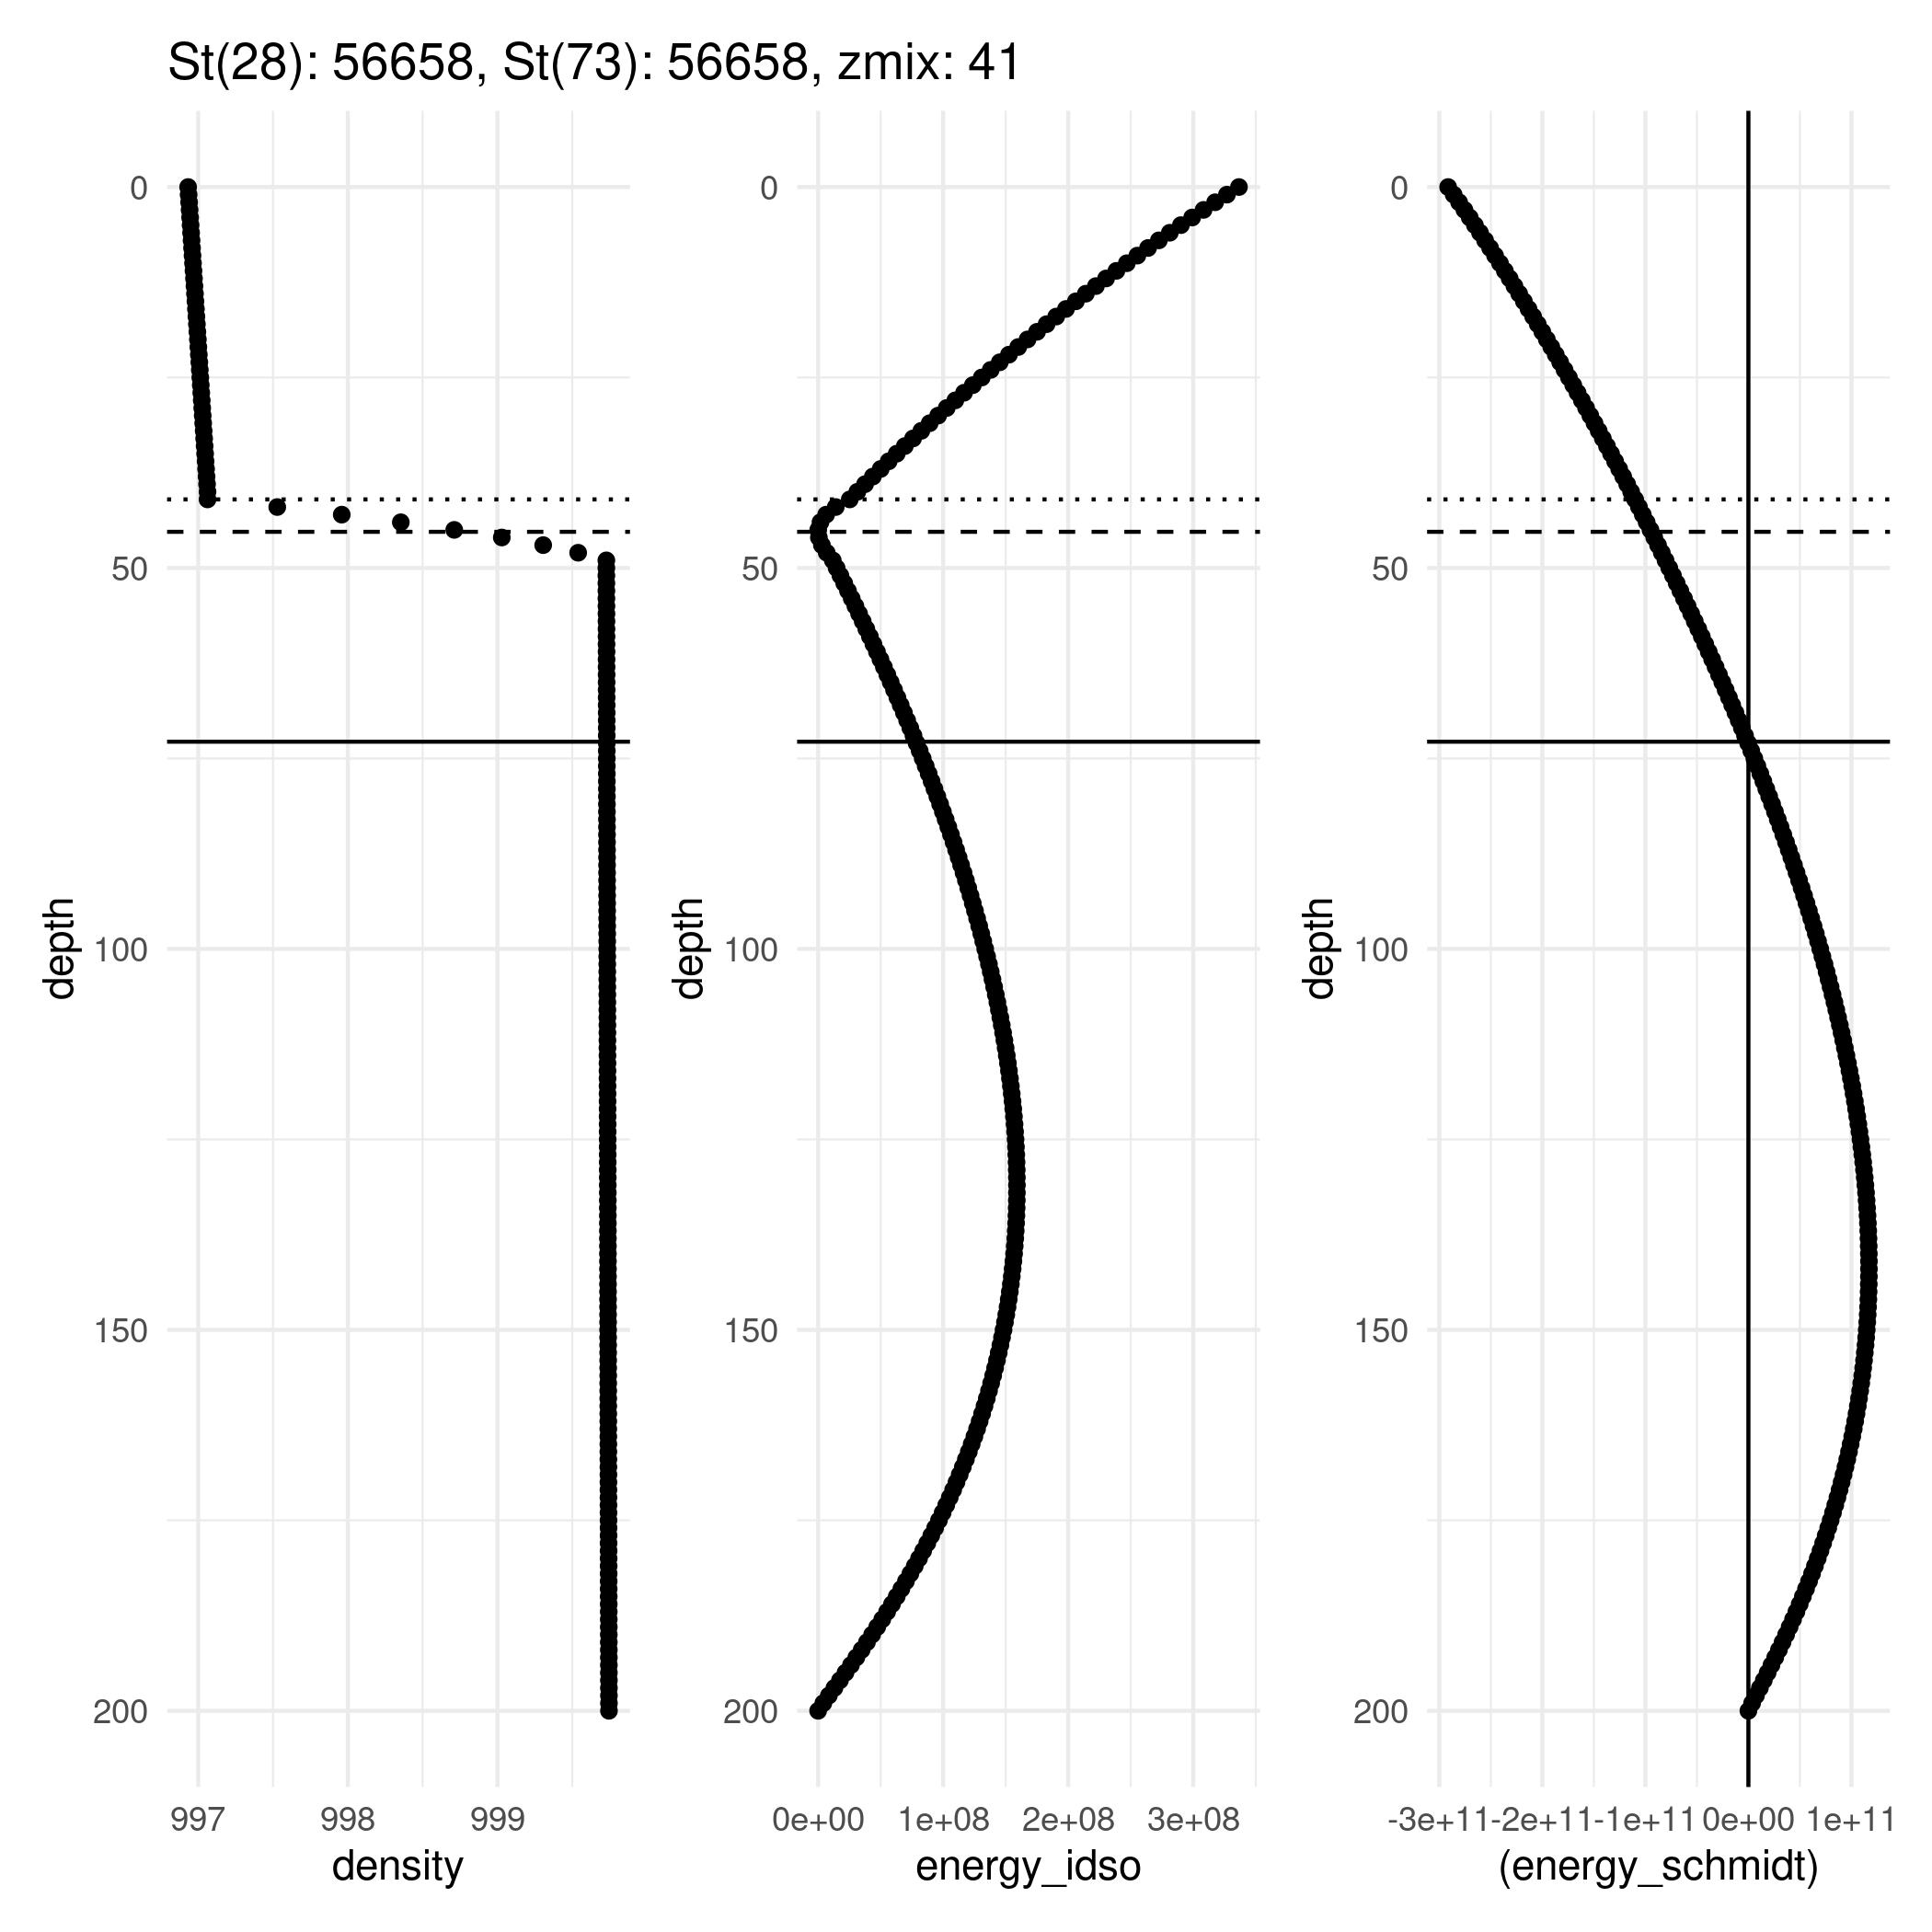 St(28): 56658, St(73): 56658, zmix: 41
0
50
100
150
200
depth
997 998 999
density
0
50
100
150
200
depth
0e+00 1e+08 2e+08 3e+08
energy_idso
0
50
100
150
200
depth
-3e+11 -2e+11 -1e+11 0e+00 1e+11
(energy_schmidt)